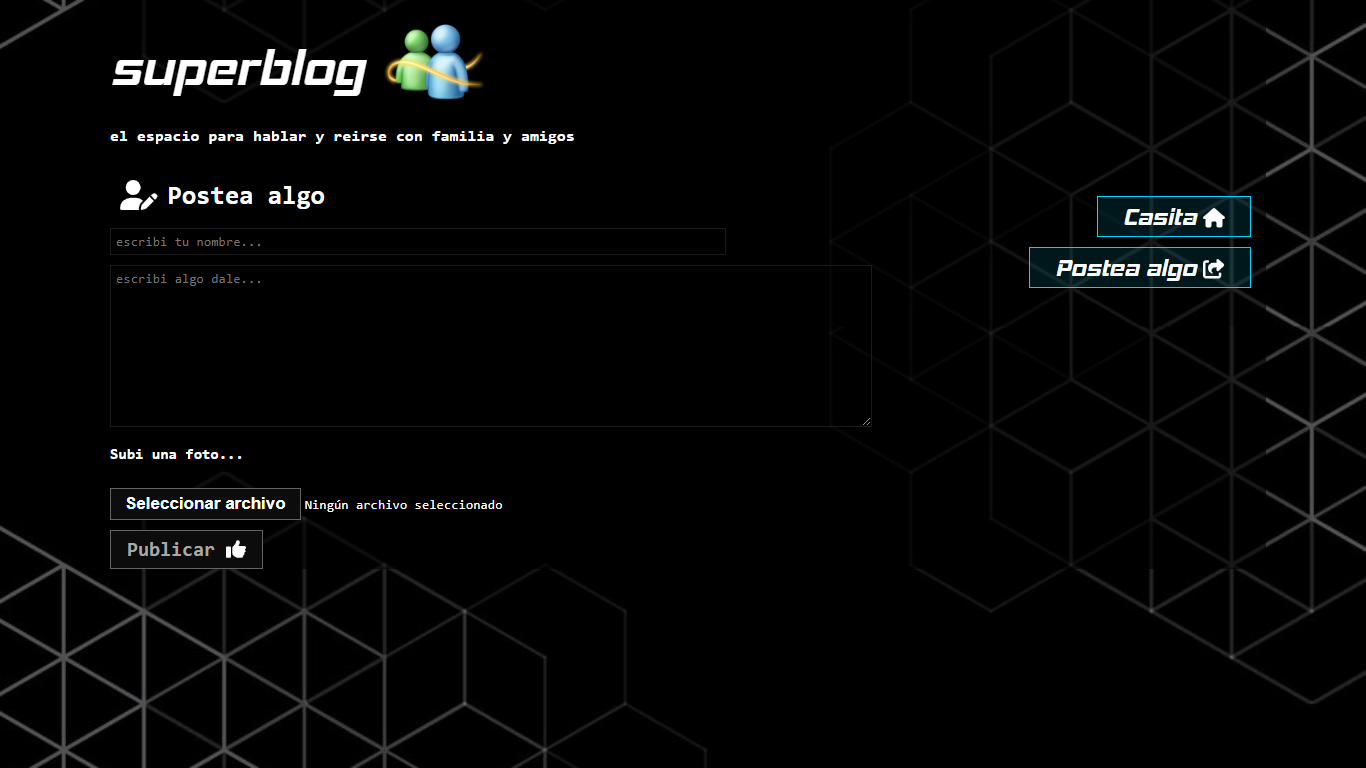 superblog
el espacio para hablar y reirse con familia y amigos
Postea algo
escribi tu nombre...
escribi algo dale...
Subi una foto...
Seleccionar archivo Ningún archivo seleccionado
Publicar
Casita
Postea algo